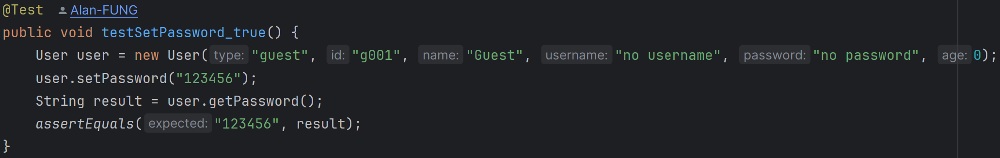 @Test Alan-FUNG
public void testSetPassword_true() {
    User user = new User( type: "guest", id: "g001", name: "Guest", username: "no username", password: "no password", age: 0);
    user.setPassword("123456");
    String result = user.getPassword();
    assertEquals( expected: "123456", result);
}